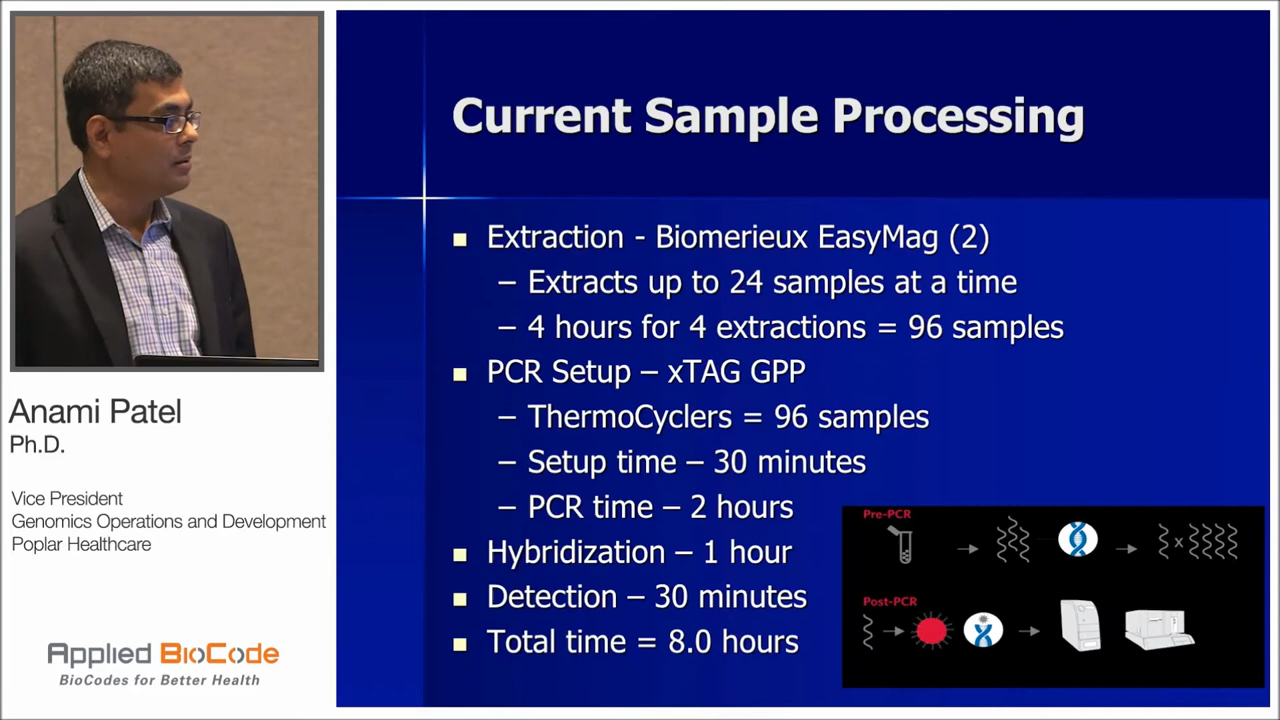 Current Sample Processing
Extraction - Biomerieux EasyMag (2)
– Extracts up to 24 samples at a time
– 4 hours for 4 extractions = 96 samples
PCR Setup – xTAG GPP
– ThermoCyclers = 96 samples
– Setup time – 30 minutes
– PCR time – 2 hours
Hybridization – 1 hour
Detection – 30 minutes
Total time = 8.0 hours
Pre-PCR
x
Post-PCR
Anami Patel
Ph.D.
Vice President
Genomics Operations and Development
Poplar Healthcare
Applied BioCode
BioCodes for Better Health